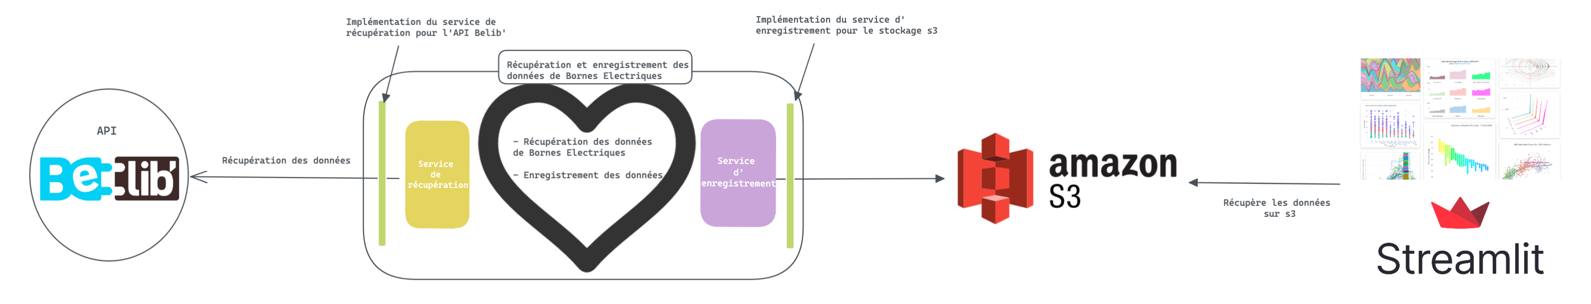 Implémentation du service de
récupération pour l'API Belib'
Implémentation du service d'
enregistrement pour le stockage s3
Récupération et enregistrement des
données de Bornes Electriques
API
Belib'
Récupération des données
Service
de
récupération
- Récupération des données
de Bornes Electriques
- Enregistrement des données
Service
d'
enregistrement
amazon
S3
Récupère les données
sur s3
Streamlit